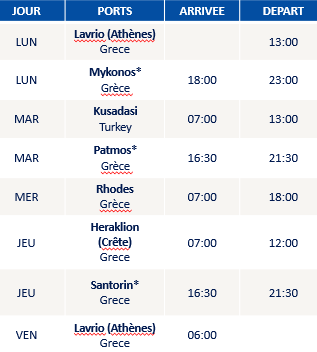 JOUR PORTS ARRIVEE DEPART
LUN Lavrio (Athènes) 13:00
Grece
LUN Mykonos* 18:00 23:00
Grèce
MAR Kusadasi 07:00 13:00
Turkey
MAR Patmos* 16:30 21:30
Grèce
MER Rhodes 07:00 18:00
Grèce
JEU Heraklion 07:00 12:00
(Crête)
Grece
JEU Santorin* 16:30 21:30
Grece
VEN Lavrio (Athènes) 06:00
Grece